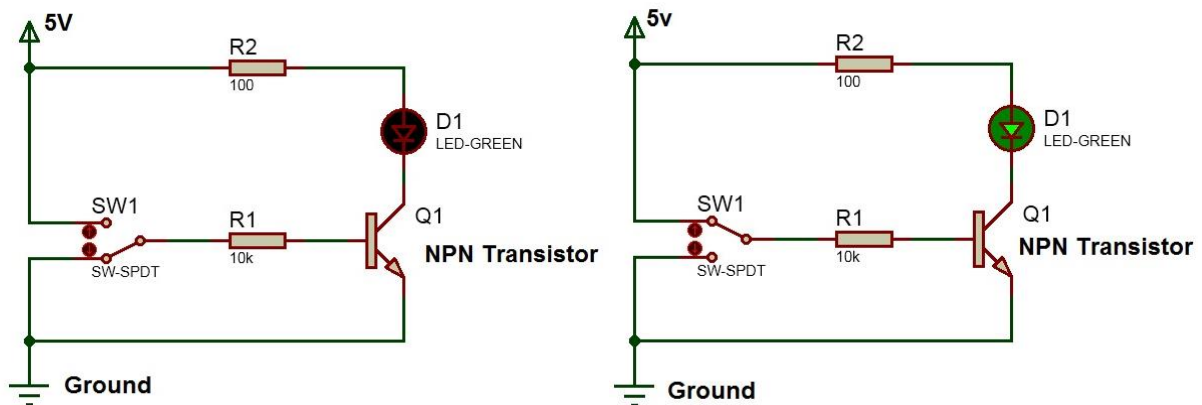 5V
R2
100
D1
LED-GREEN
SW1
SW-SPDT
R1
10k
Q1
NPN Transistor
Ground
5v
R2
100
D1
LED-GREEN
SW1
SW-SPDT
R1
10k
Q1
NPN Transistor
Ground